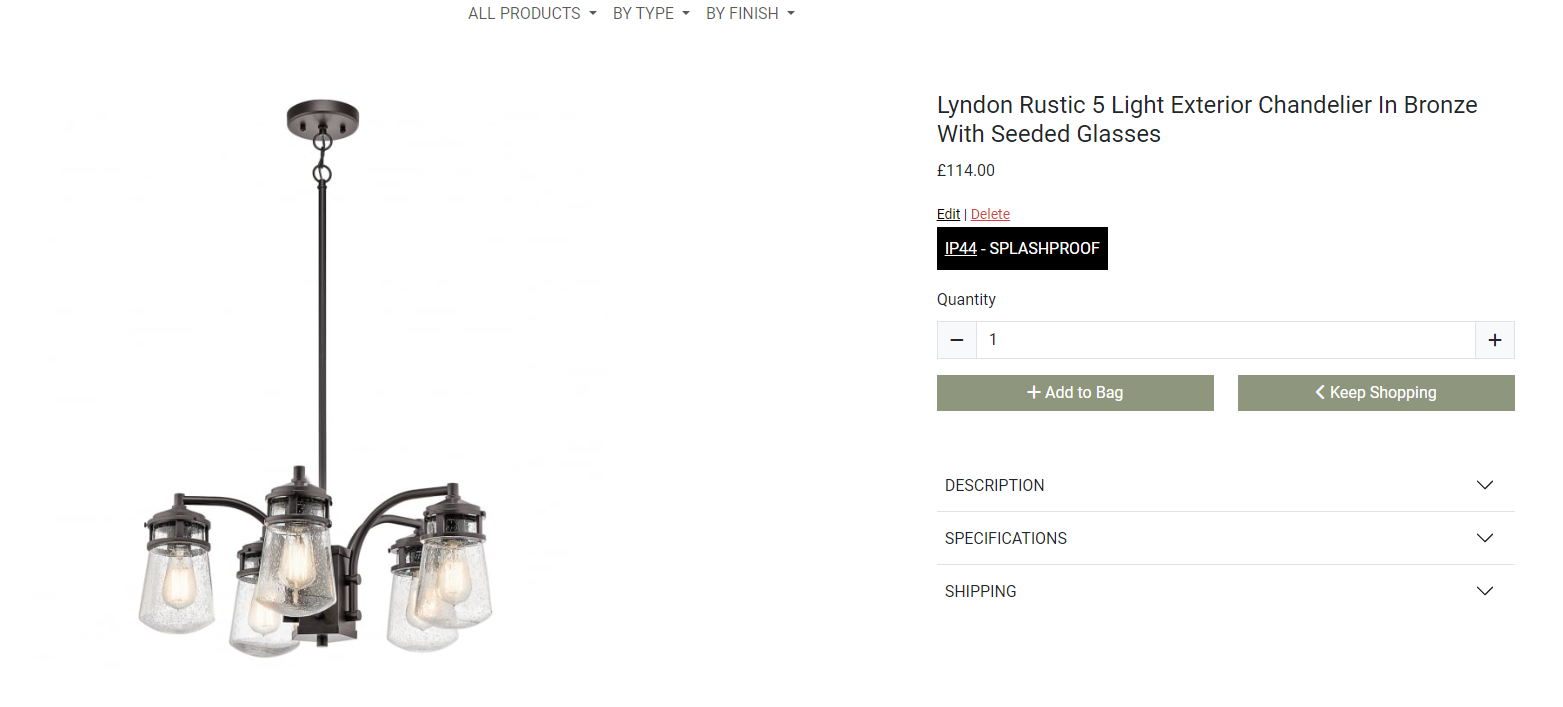 ALL PRODUCTS BY TYPE BY FINISH
Lyndon Rustic 5 Light Exterior Chandelier In Bronze
With Seeded Glasses
£114.00
Edit | Delete
IP44 - SPLASHPROOF
Quantity
1
Add to Bag
Keep Shopping
DESCRIPTION
SPECIFICATIONS
SHIPPING